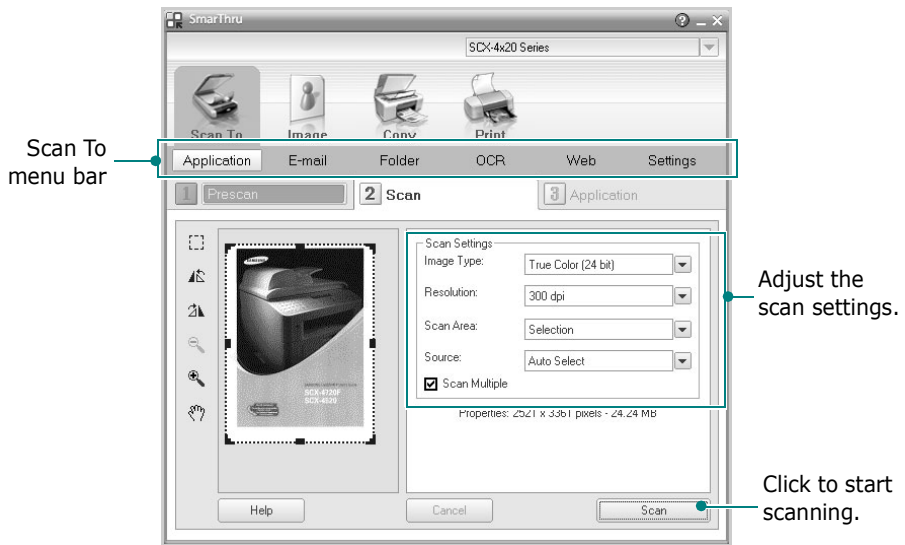 SmarThru
SCX-4x20 Series
Scan To
Image
Copy
Print
Scan To
menu bar
Application
E-mail
Folder
OCR
Web
Settings
1 Prescan
2 Scan
3 Application
Scan Settings
Image Type:
True Color (24 bit)
Resolution:
300 dpi
Scan Area:
Selection
Source:
Auto Select
Scan Multiple
Adjust the
scan settings.
SAMSUNG
SCX-4720F
SCX-4520
Properties: 2521 x 3361 pixels - 24.24 MB
Help
Cancel
Scan
Click to start
scanning.